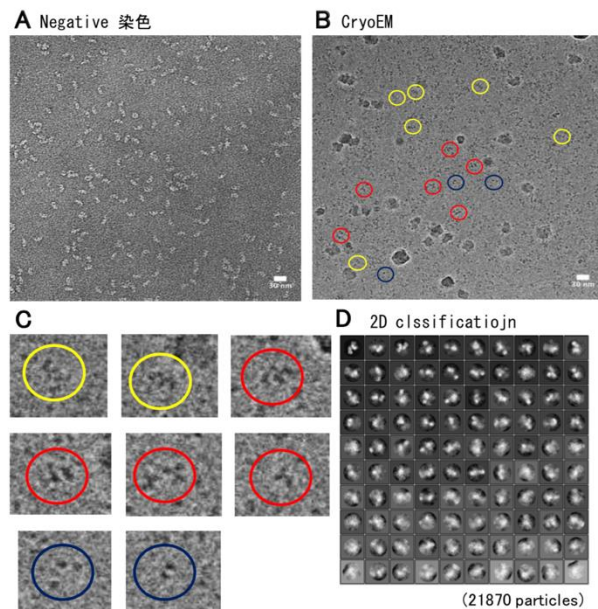 A Negative 染色
B CryoEM
30 nm
30 nm
C
D 2D clssificatiojn
(21870 particles)